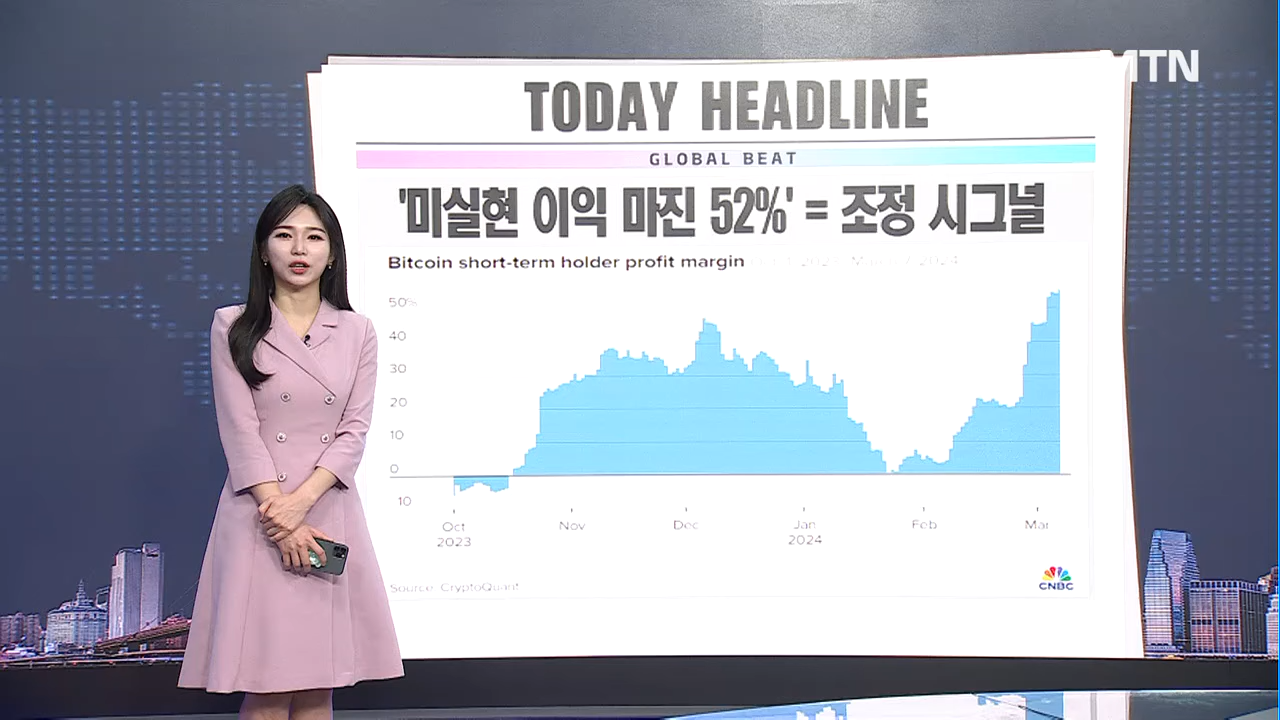 MTN
TODAY HEADLINE
GLOBAL BEAT
'미실현 이익 마진 52%' = 조정 시그널
Bitcoin short-term holder profit margin
50%
40
30
20
10
0
10
Oct Nov Dec Jan Feb Mar
2023 2024
Source: CryptoQuant
CNBC